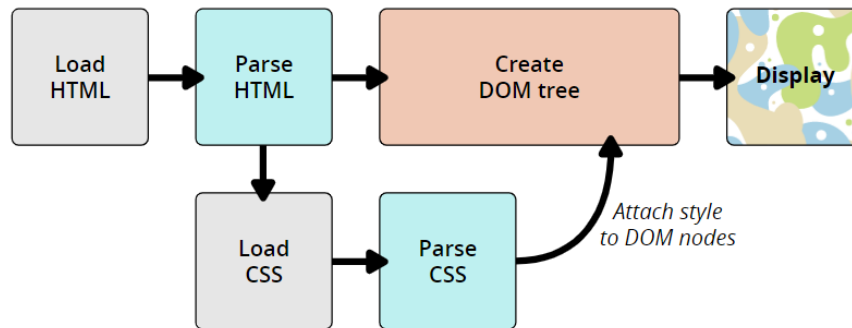 Load
HTML
Parse
HTML
Create
DOM tree
Display
Load
CSS
Parse
CSS
Attach style
to DOM nodes